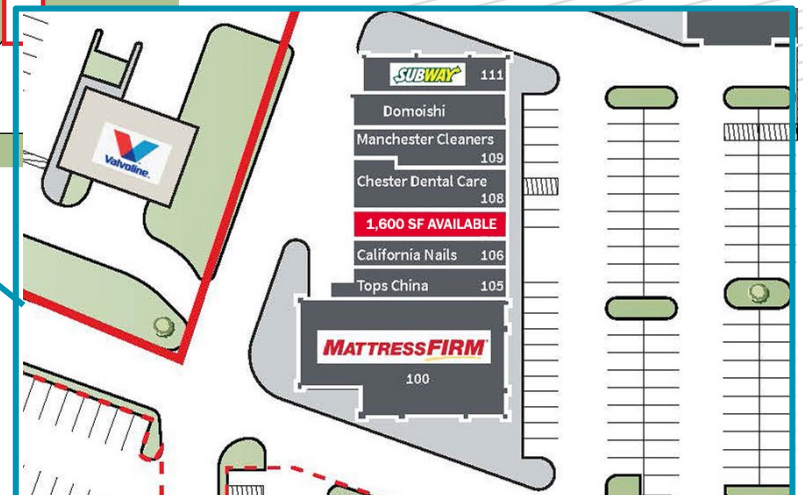 Valvoline.
SUBWAY 111
Domoishi
Manchester Cleaners
109
Chester Dental Care
108
1,600 SF AVAILABLE
California Nails 106
Tops China 105
MATTRESSFIRM
100